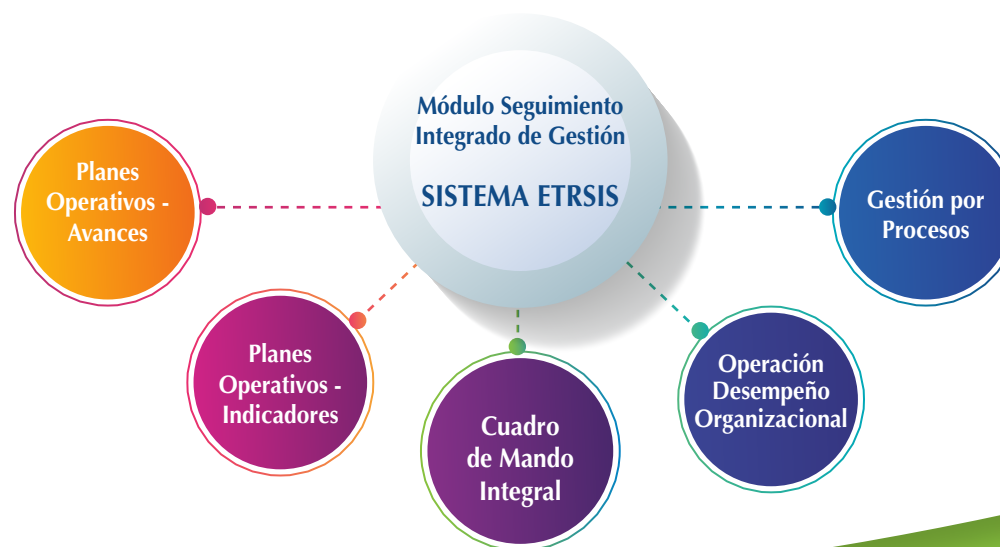 Módulo Seguimiento
Integrado de Gestión
SISTEMA ETRSIS
Planes
Operativos -
Avances
Planes
Operativos -
Indicadores
Cuadro
de Mando
Integral
Operación
Desempeño
Organizacional
Gestión por
Procesos